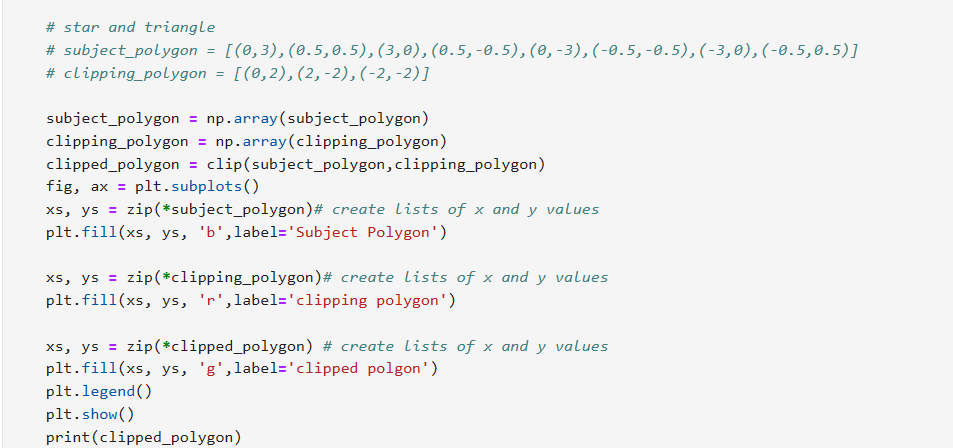 # star and triangle
# subject_polygon = [(0,3),(0.5,0.5),(3,0),(0.5,-0.5),(0,-3),(-0.5,-0.5),(-3,0),(-0.5,0.5)]
# clipping_polygon = [(0,2),(2,-2),(-2,-2)]
subject_polygon = np.array(subject_polygon)
clipping_polygon = np.array(clipping_polygon)
clipped_polygon = clip(subject_polygon,clipping_polygon)
fig, ax = plt.subplots()
xs, ys = zip(*subject_polygon)# create lists of x and y values
plt.fill(xs, ys, 'b',label='Subject Polygon')
xs, ys = zip(*clipping_polygon)# create lists of x and y values
plt.fill(xs, ys, 'r',label='clipping polygon')
xs, ys = zip(*clipped_polygon) # create lists of x and y values
plt.fill(xs, ys, 'g',label='clipped polgon')
plt.legend()
plt.show()
print(clipped_polygon)